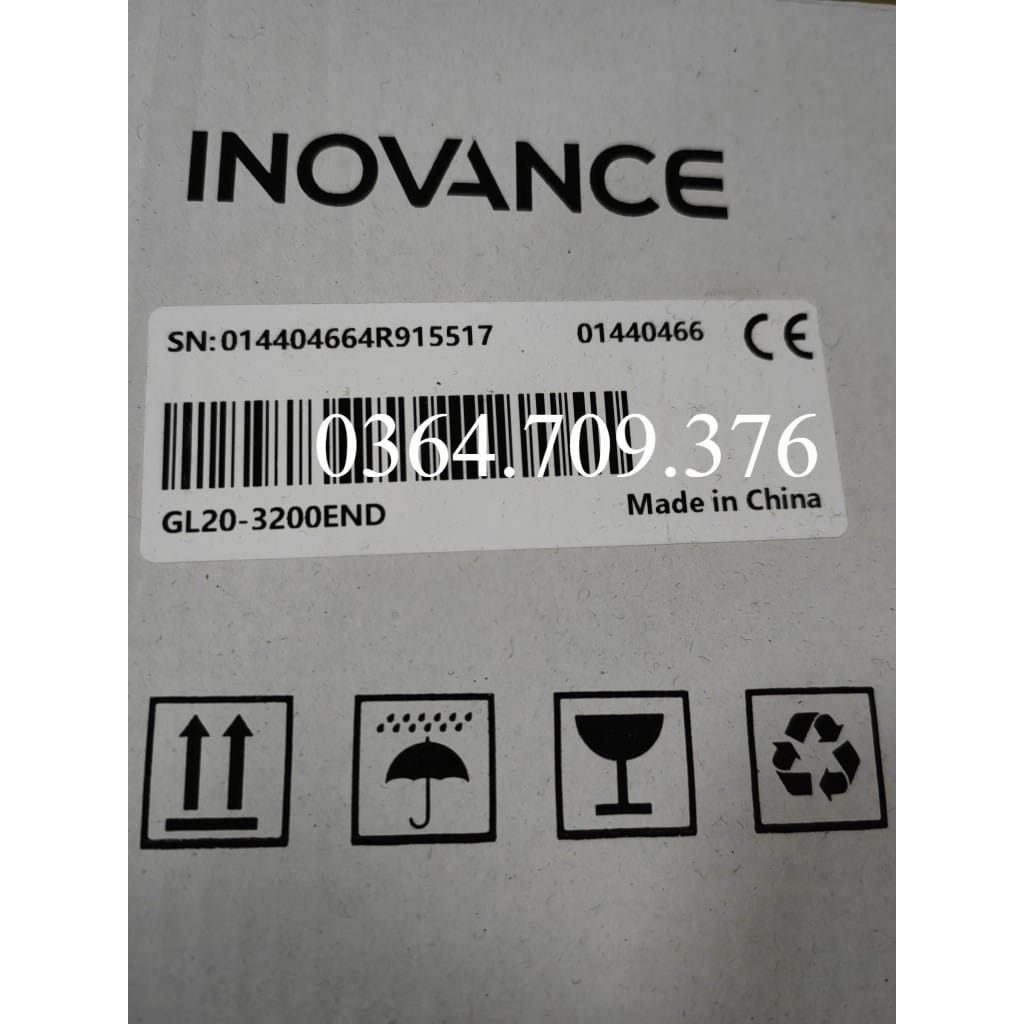 INOVANCE
SN:014404664R915517 01440466 CE
0364.709.376
GL20-3200END Made in China